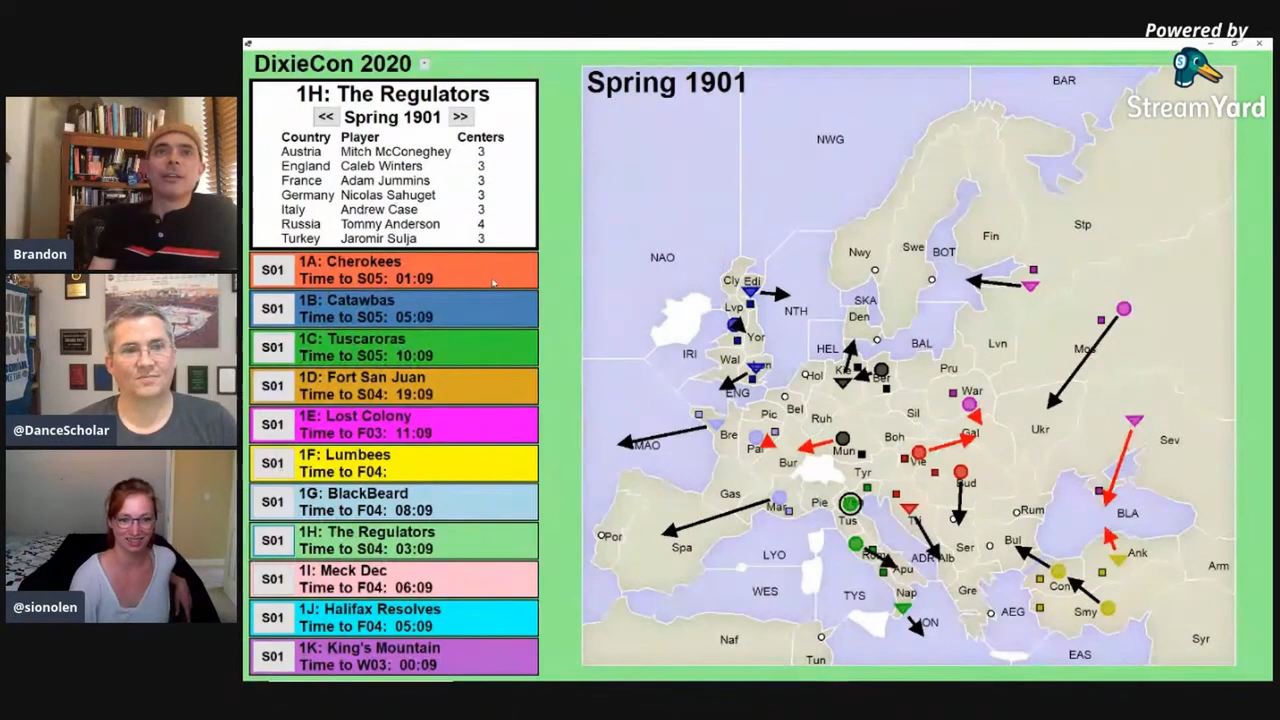 Powered by
StreamYard
Brandon
@DanceScholar
@sionolen
DixieCon 2020
1H: The Regulators
<< Spring 1901 >>
Country Player Centers
Austria Mitch McConeghey 3
England Caleb Winters 3
France Adam Jummins 3
Germany Nicolas Sahuget 3
Italy Andrew Case 3
Russia Tommy Anderson 4
Turkey Jaromir Sulja 3
S01 1A: Cherokees
Time to S05: 01:09
S01 1B: Catawbas
Time to S05: 05:09
S01 1C: Tuscaroras
Time to S05: 10:09
S01 1D: Fort San Juan
Time to S04: 19:09
S01 1E: Lost Colony
Time to F03: 11:09
S01 1F: Lumbees
Time to F04:
S01 1G: BlackBeard
Time to F04: 08:09
S01 1H: The Regulators
Time to S04: 03:09
S01 1I: Meck Dec
Time to F04: 06:09
S01 1J: Halifax Resolves
Time to F04: 05:09
S01 1K: King's Mountain
Time to W03: 00:09
Spring 1901
BAR
NWG
Stp
Fin
Swe
BOT
Nwy
NAO
Cly Edi
SKA
NTH
Lvp
Den
Yor
Lvn
Mos
BAL
HEL
IRI
Wal
Pru
Kie
Ber
Hol
War
ENG
Bel
Pic
Sil
Ruh
Ukr
Gal
Sev
Bre
Boh
MAO
Par
Mun
Vie
Bur
Tyr
Bud
Gas
Mar
Pie
Rum
BLA
Tus
Por
Spa
Ser
Bul
Ank
LYO
Rom
ADR Alb
Apu
Arm
Con
WES
TYS
Nap
Gre
AEG
Smy
ION
Naf
Tun
Syr
EAS